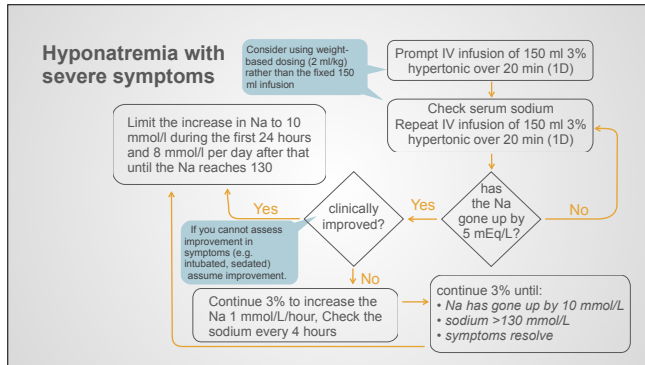 Hyponatremia with
severe symptoms
Consider using weight-
based dosing (2 ml/kg)
rather than the fixed 150
ml infusion
Prompt IV infusion of 150 ml 3%
hypertonic over 20 min (1D)
Check serum sodium
Repeat IV infusion of 150 ml 3%
hypertonic over 20 min (1D)
has
the Na
gone up by
5 mEq/L?
No
Yes
clinically
improved?
If you cannot assess
improvement in
symptoms (e.g.
intubated, sedated)
assume improvement.
Yes
Limit the increase in Na to 10
mmol/l during the first 24 hours
and 8 mmol/l per day after that
until the Na reaches 130
No
Continue 3% to increase the
Na 1 mmol/L/hour, Check the
sodium every 4 hours
continue 3% until:
• Na has gone up by 10 mmol/L
• sodium >130 mmol/L
• symptoms resolve